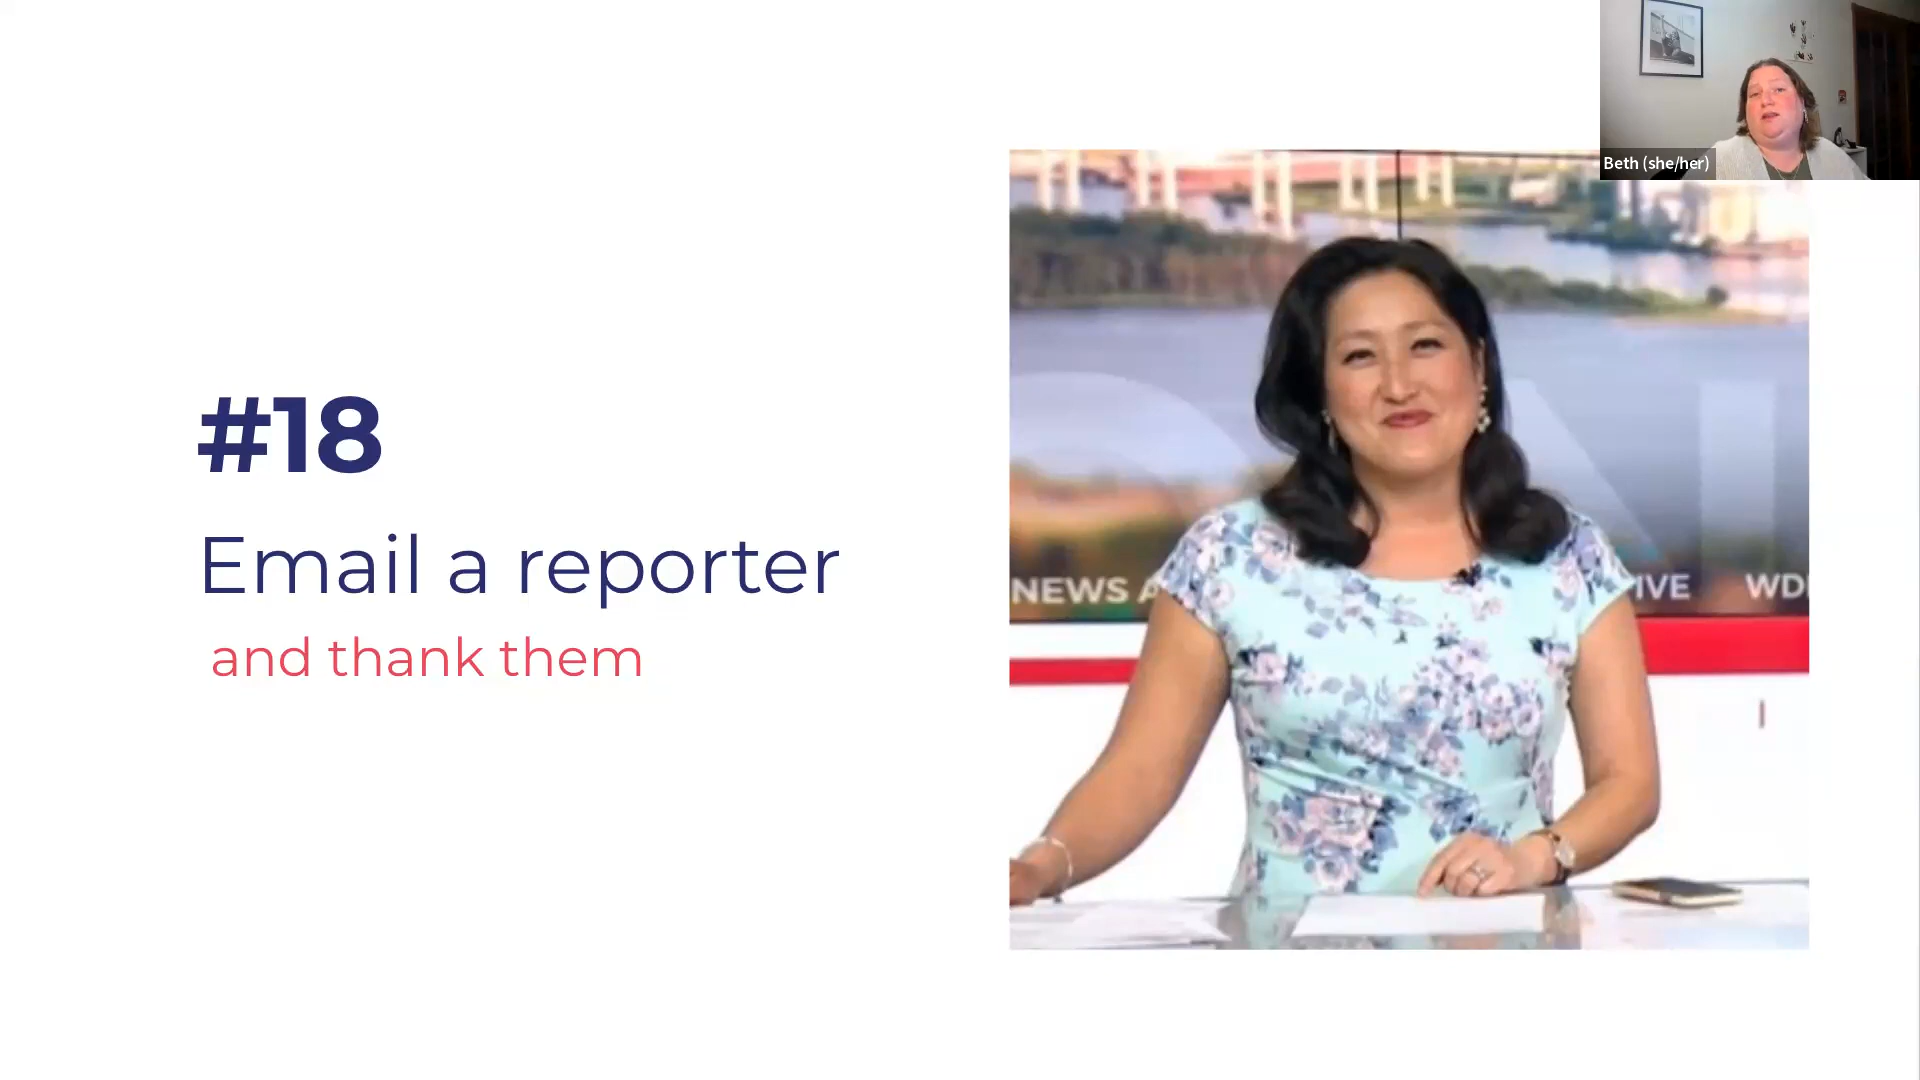 Beth (she/her)
#18
Email a reporter
and thank them
NEWS A
IVE
WD